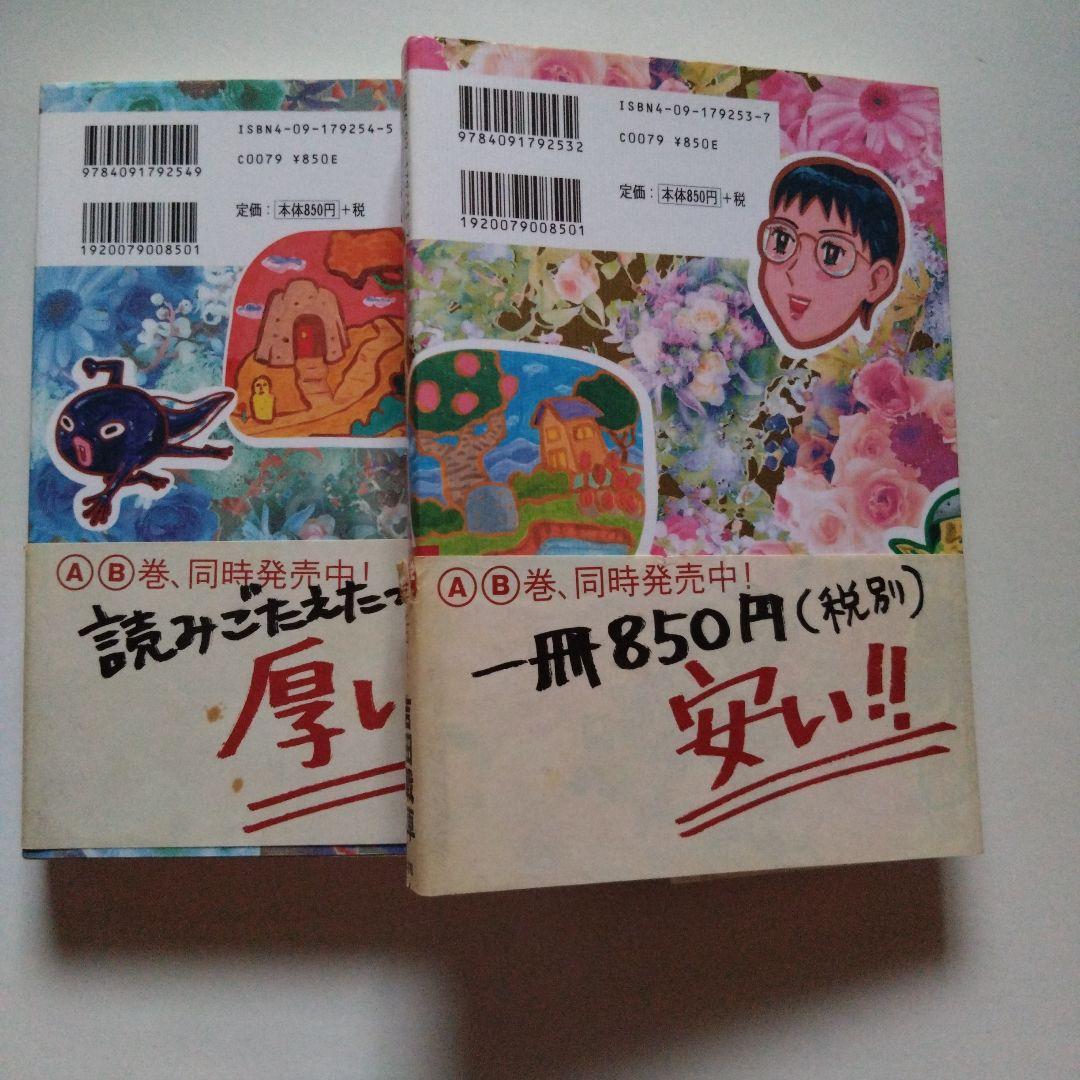 ISBN4-09-179254-5
C0079 ¥850E
9784091792549
定価：本体850円+税
1920079008501
ⒶⒷ巻、同時発売中！
読みごたえたっ
厚い
ISBN4-09-179253-7
C0079 ¥850E
9784091792532
定価：本体850円+税
1920079008501
ⒶⒷ巻、同時発売中！
一冊850円（税別）
安い!!